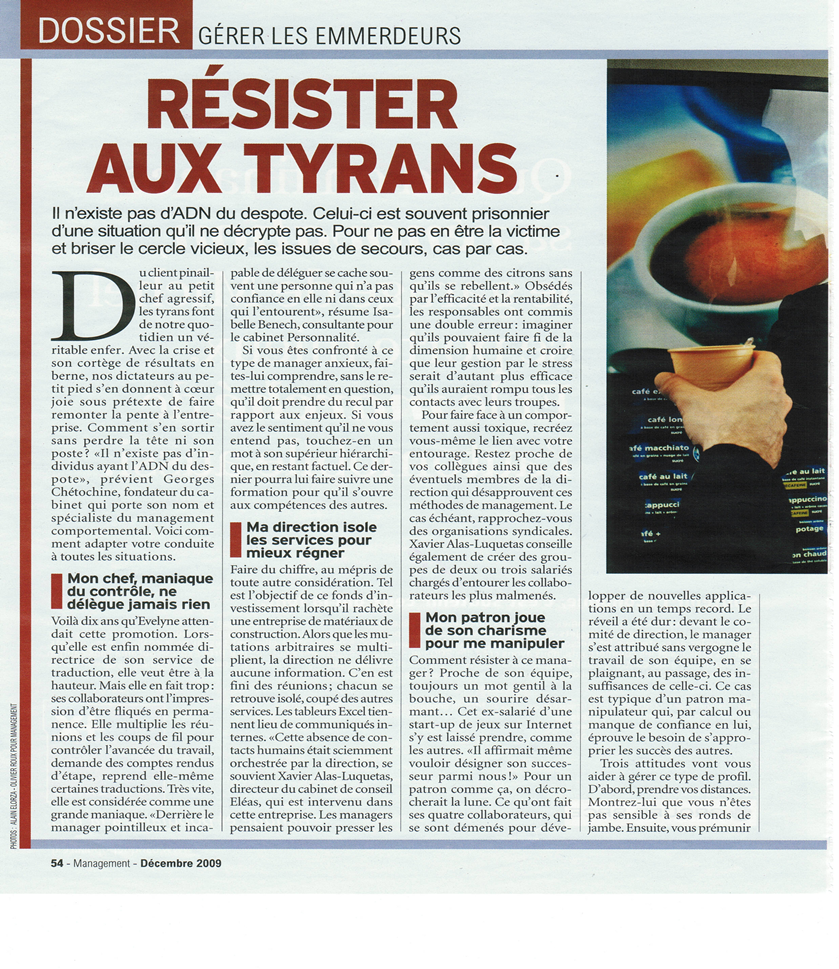 DOSSIER GÉRER LES EMMERDEURS
RÉSISTER
AUX TYRANS
Il n'existe pas d'ADN du despote. Celui-ci est souvent prisonnier
d'une situation qu'il ne décrypte pas. Pour ne pas en être la victime
et briser le cercle vicieux, les issues de secours, cas par cas.
Du client pinail-
leur au petit
chef agressif,
les tyrans font
de notre quo-
tidien un vé-
ritable enfer. Avec la crise et
son cortège de résultats en
berne, nos dictateurs au pe-
tit pied s'en donnent à cœur
joie sous prétexte de faire
remonter la pente à l'entre-
prise. Comment s'en sortir
sans perdre la tête ni son
poste? «Il n'existe pas d'in-
dividus ayant l'ADN du des-
pote», prévient Georges
Chétochine, fondateur du ca-
binet qui porte son nom et
spécialiste du management
comportemental. Voici com-
ment adapter votre conduite
à toutes les situations.
Mon chef, maniaque
du contrôle, ne
délègue jamais rien
Voilà dix ans qu'Evelyne atten-
dait cette promotion. Lors-
qu'elle est enfin nommée di-
rectrice de son service de
traduction, elle veut être à la
hauteur. Mais elle en fait trop:
ses collaborateurs ont l'impres-
sion d'être fliqués en perma-
nence. Elle multiplie les réu-
nions et les coups de fil pour
contrôler l'avancée du travail,
demande des comptes rendus
d'étape, reprend elle-même
certaines traductions. Très vite,
elle est considérée comme une
grande maniaque. «Derrière le
manager pointilleux et inca-
pable de déléguer se cache sou-
vent une personne qui n'a pas
confiance en elle ni dans ceux
qui l'entourent», résume Isa-
belle Benech, consultante pour
le cabinet Personnalité.
Si vous êtes confronté à ce
type de manager anxieux, fai-
tes-lui comprendre, sans le re-
mettre totalement en question,
qu'il doit prendre du recul par
rapport aux enjeux. Si vous
avez le sentiment qu'il ne vous
entend pas, touchez-en un
mot à son supérieur hiérarchi-
que, en restant factuel. Ce der-
nier pourra lui faire suivre une
formation pour qu'il s'ouvre
aux compétences des autres.
Ma direction isole
les services pour
mieux régner
Faire du chiffre, au mépris de
toute autre considération. Tel
est l'objectif de ce fonds d'in-
vestissement lorsqu'il rachète
une entreprise de matériaux de
construction. Alors que les mu-
tations arbitraires se multi-
plient, la direction ne délivre
aucune information. C'en est
fini des réunions; chacun se
retrouve isolé, coupé des autres
services. Les tableurs Excel tien-
nent lieu de communiqués in-
ternes. «Cette absence de con-
tacts humains était sciemment
orchestrée par la direction, se
souvient Xavier Alas-Luquetas,
directeur du cabinet de conseil
Eléas, qui est intervenu dans
cette entreprise. Les managers
pensaient pouvoir presser les
gens comme des citrons sans
qu'ils se rebellent.» Obsédés
par l'efficacité et la rentabilité,
les responsables ont commis
une double erreur: imaginer
qu'ils pouvaient faire fi de la
dimension humaine et croire
que leur gestion par le stress
serait d'autant plus efficace
qu'ils auraient rompu tous les
contacts avec leurs troupes.
Pour faire face à un compor-
tement aussi toxique, recréez
vous-même le lien avec votre
entourage. Restez proche de
vos collègues ainsi que des
éventuels membres de la di-
rection qui désapprouvent ces
méthodes de management. Le
cas échéant, rapprochez-vous
des organisations syndicales.
Xavier Alas-Luquetas conseille
également de créer des grou-
pes de deux ou trois salariés
chargés d'entourer les collabo-
rateurs les plus malmenés.
Mon patron joue
de son charisme
pour me manipuler
Comment résister à ce mana-
ger? Proche de son équipe,
toujours un mot gentil à la
bouche, un sourire désar-
mant... Cet ex-salarié d'une
start-up de jeux sur Internet
s'y est laissé prendre, comme
les autres. «Il affirmait même
vouloir désigner son succes-
seur parmi nous!» Pour un
patron comme ça, on décro-
cherait la lune. Ce qu'ont fait
ses quatre collaborateurs, qui
se sont démenés pour déve-
lopper de nouvelles applica-
tions en un temps record. Le
réveil a été dur: devant le co-
mité de direction, le manager
s'est attribué sans vergogne le
travail de son équipe, en se
plaignant, au passage, des in-
suffisances de celle-ci. Ce cas
est typique d'un patron ma-
nipulateur qui, par calcul ou
manque de confiance en lui,
éprouve le besoin de s'appro-
prier les succès des autres.
Trois attitudes vont vous
aider à gérer ce type de profil.
D'abord, prendre vos distances.
Montrez-lui que vous n'êtes
pas sensible à ses ronds de
jambe. Ensuite, vous prémunir
café
café lon
café macchiato
café au lait
cappucci
café +
au lait
appuccino
potage
on chaud
PHOTOS : ALAIN ELORZA - OLIVIER ROUX POUR MANAGEMENT
54 - Management - Décembre 2009